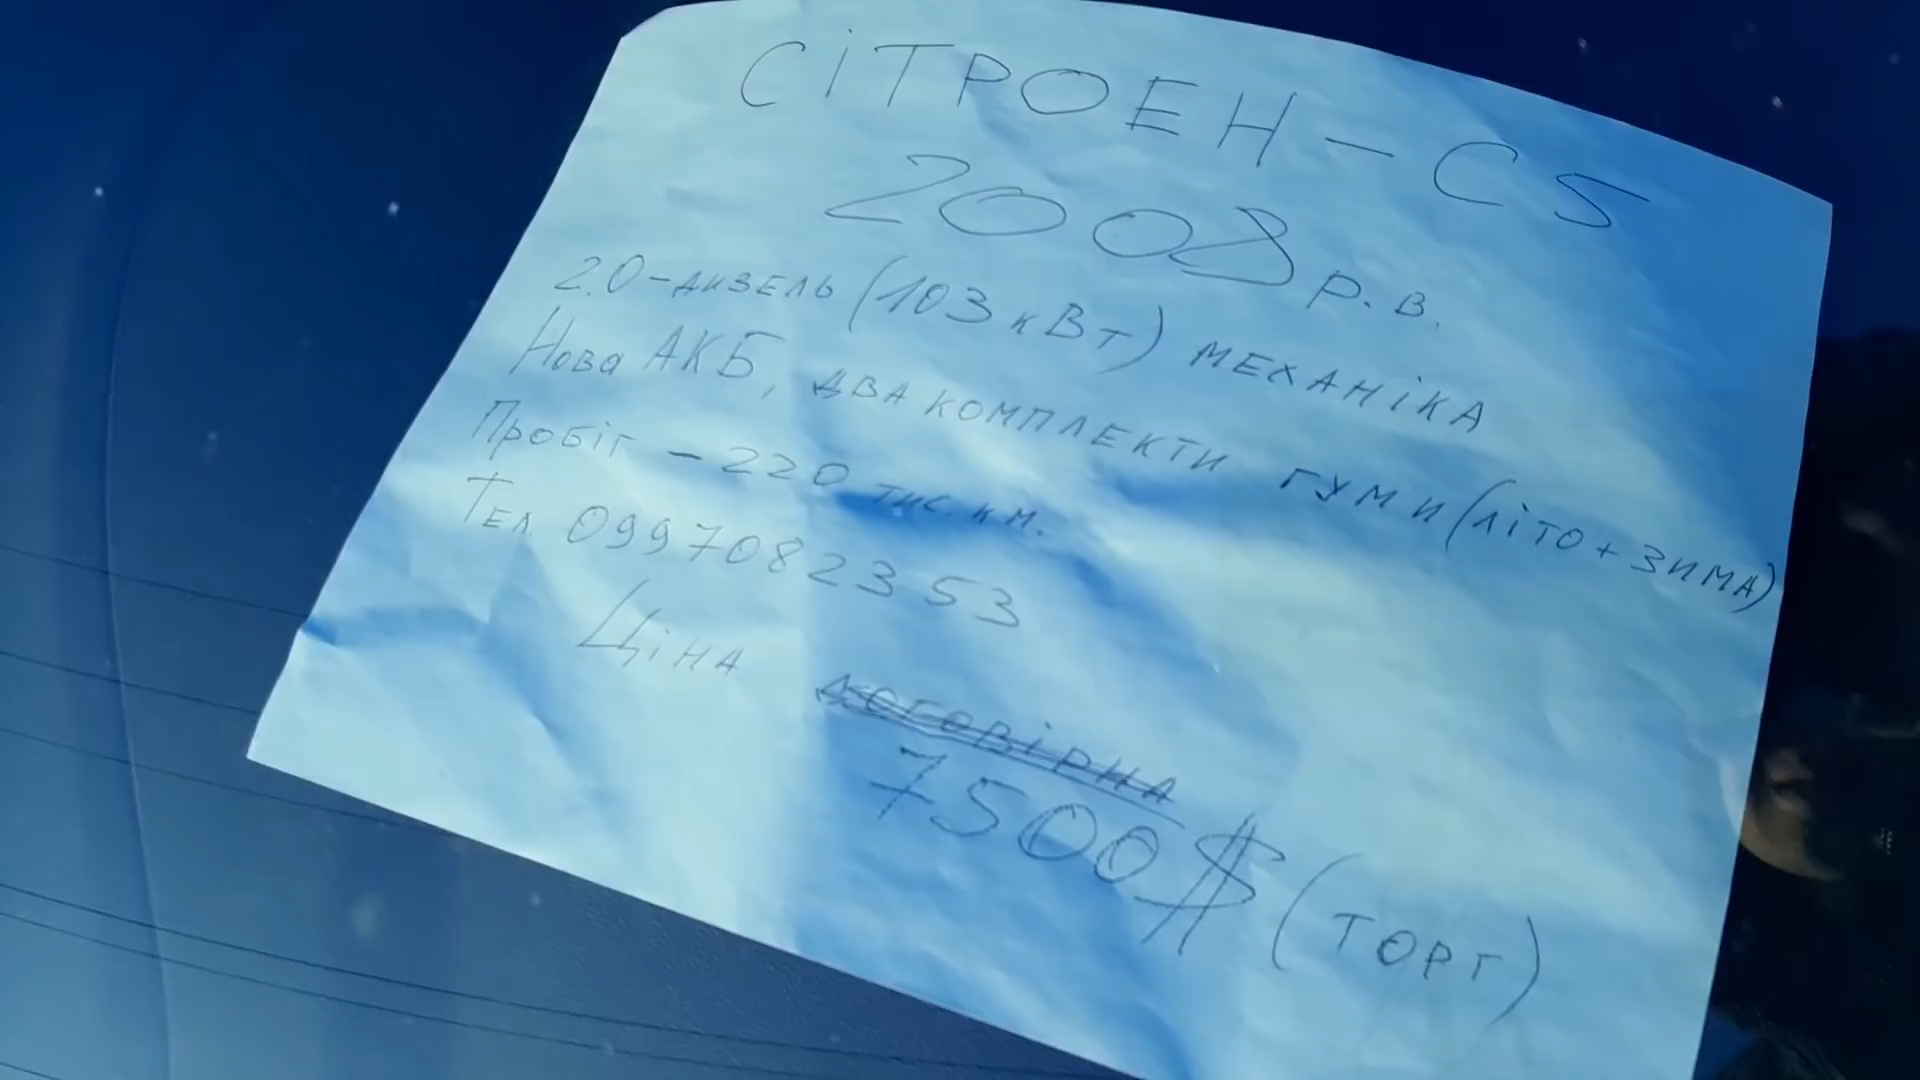 СІТРОЕН - С5
2008 р.в.
2.0-дизель (103 кВт) механіка
Нова АКБ, два комплекти гуми (літо + зима)
Пробіг - 220 тис. км.
Тел. 0997082353
Ціна договірна
7500$ (торг)